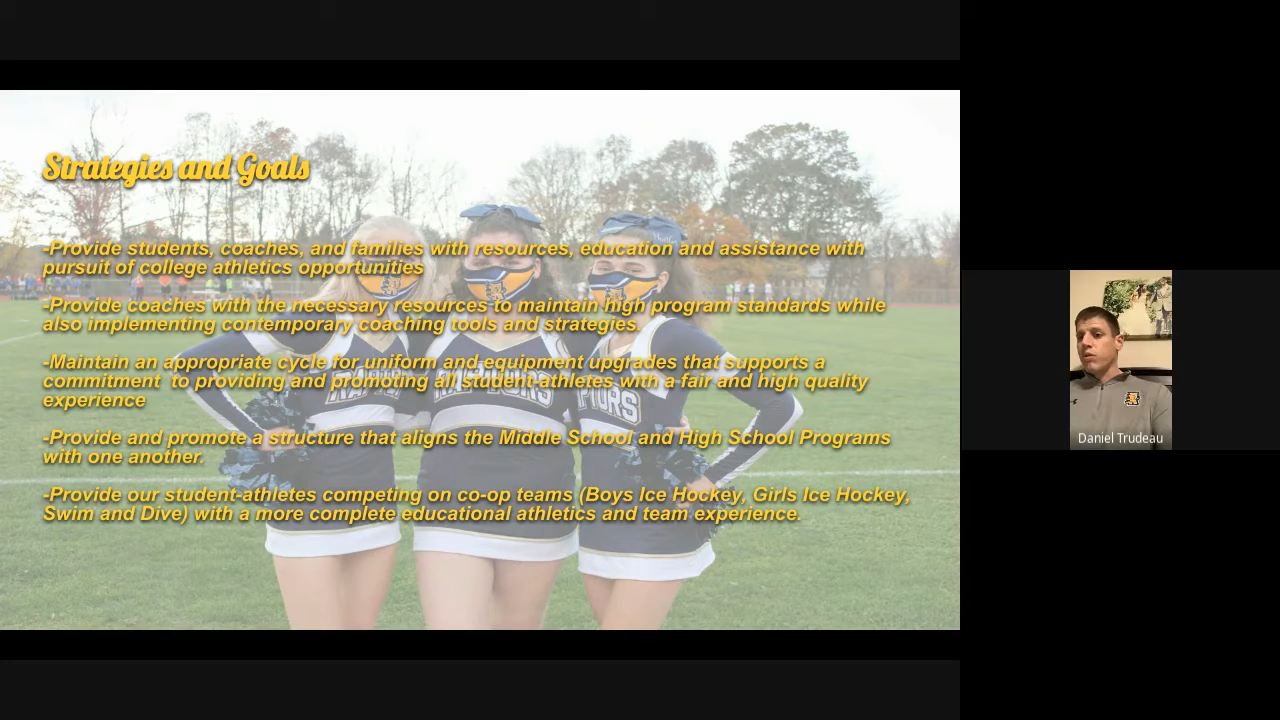 Strategies and Goals
-Provide students, coaches, and families with resources, education and assistance with
pursuit of college athletics opportunities
-Provide coaches with the necessary resources to maintain high program standards while
also implementing contemporary coaching tools and strategies.
-Maintain an appropriate cycle for uniform and equipment upgrades that supports a
commitment  to providing and promoting all student-athletes with a fair and high quality
experience
-Provide and promote a structure that aligns the Middle School and High School Programs
with one another.
-Provide our student-athletes competing on co-op teams (Boys Ice Hockey, Girls Ice Hockey,
Swim and Dive) with a more complete educational athletics and team experience.
RAPTORS
Daniel Trudeau